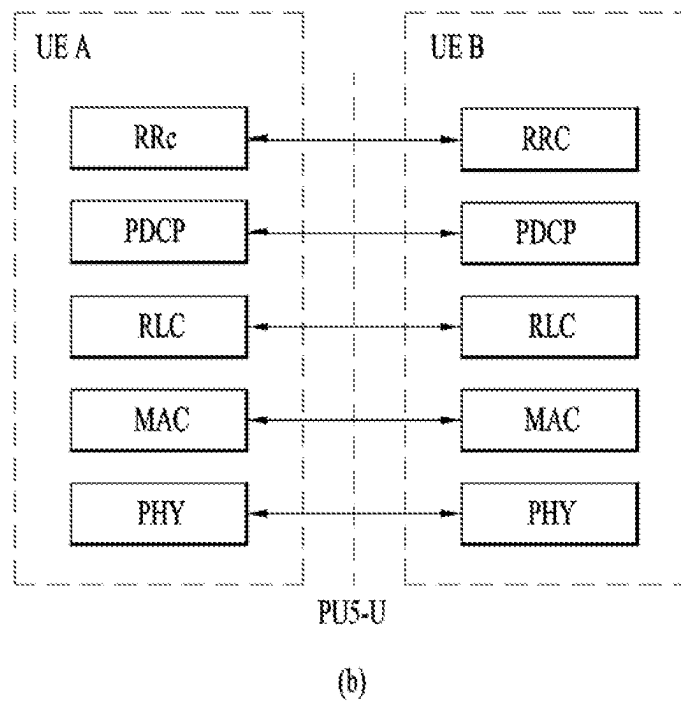 UE A UE B
RRc RRC
PDCP PDCP
RLC RLC
MAC MAC
PHY PHY
PU5-U
(b)